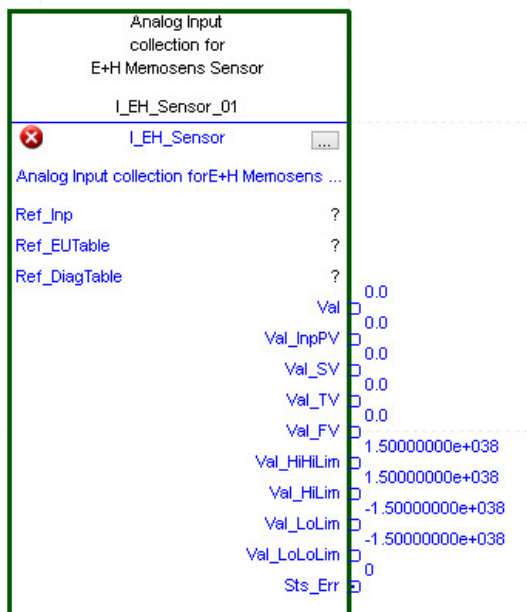 Analog Input
collection for
E+H Memosens Sensor
I_EH_Sensor_01
I_EH_Sensor ...
Analog Input collection forE+H Memosens ...
Ref_Inp ?
Ref_EUTable ?
Ref_DiagTable ?
Val 0.0
Val_InpPV 0.0
Val_SV 0.0
Val_TV 0.0
Val_FV 0.0
Val_HiHiLim 1.50000000e+038
Val_HiLim 1.50000000e+038
Val_LoLim -1.50000000e+038
Val_LoLoLim -1.50000000e+038
Sts_Err 0